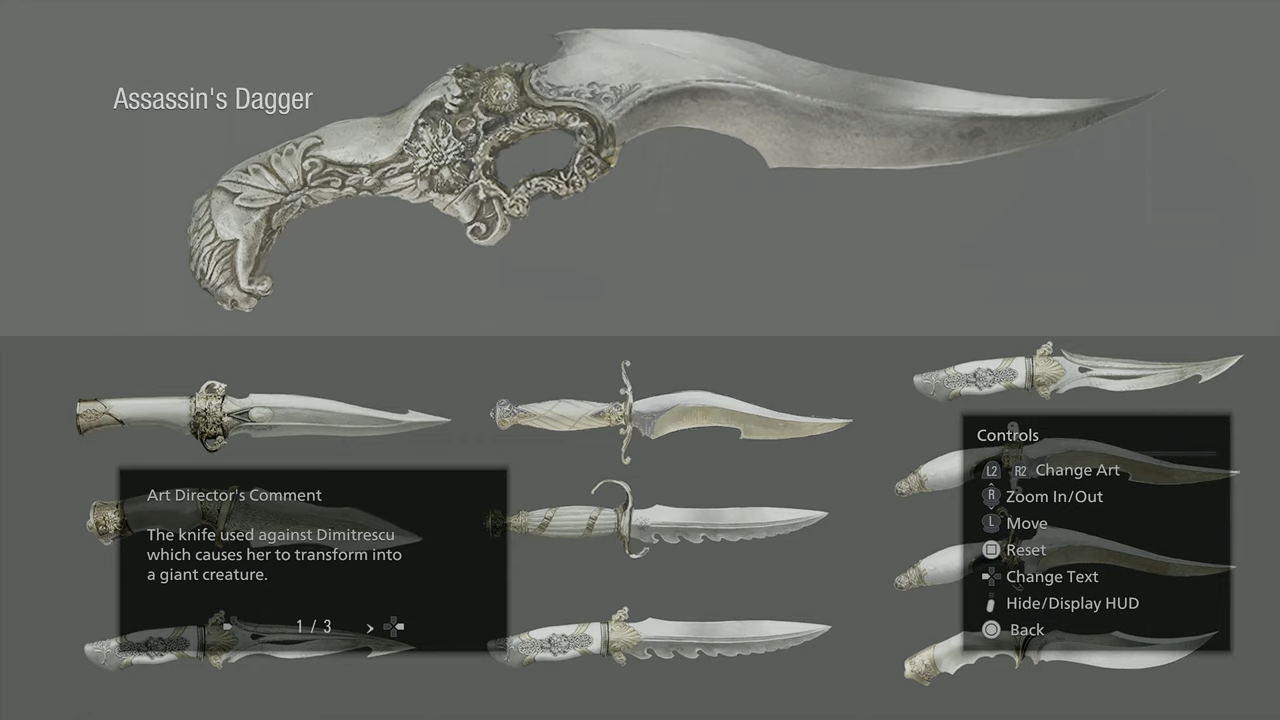 Assassin's Dagger
Art Director's Comment
The knife used against Dimitrescu
which causes her to transform into
a giant creature.
1 / 3
Controls
L2 R2 Change Art
R Zoom In/Out
L Move
Reset
Change Text
Hide/Display HUD
Back